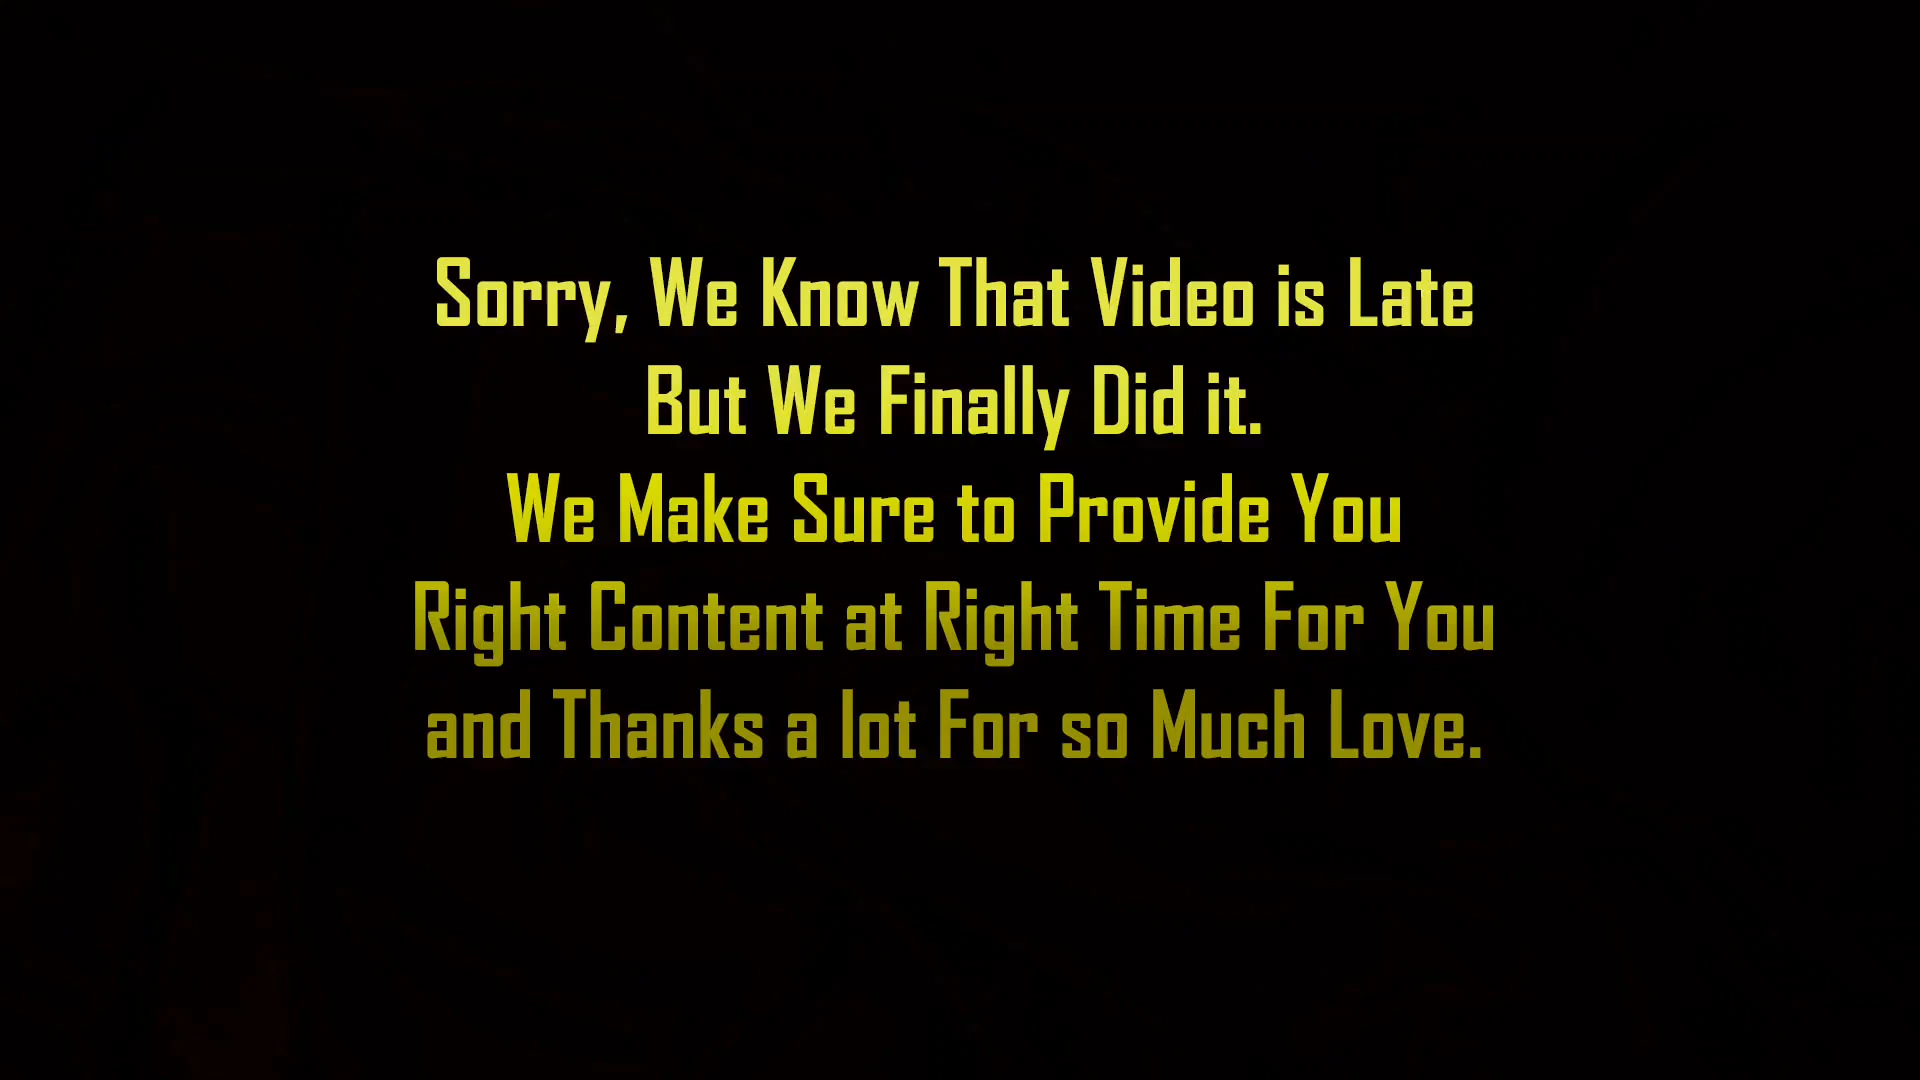 Sorry, We Know That Video is Late
But We Finally Did it.
We Make Sure to Provide You
Right Content at Right Time For You
and Thanks a lot For so Much Love.